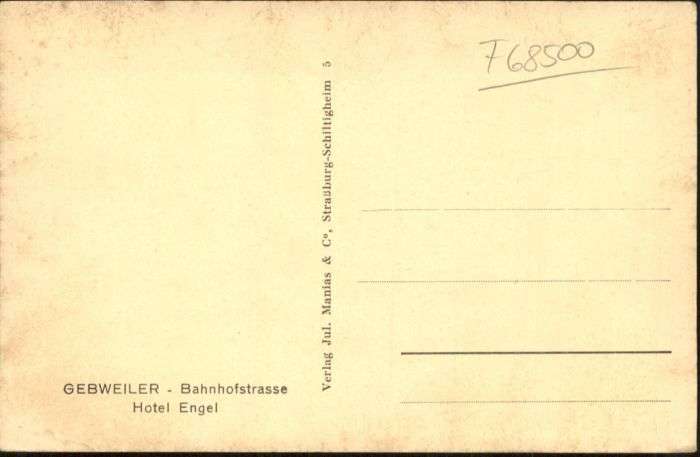 F68500
Verlag Jul. Manias & Cº, Straßburg-Schiltigheim 5
GEBWEILER - Bahnhofstrasse
Hotel Engel